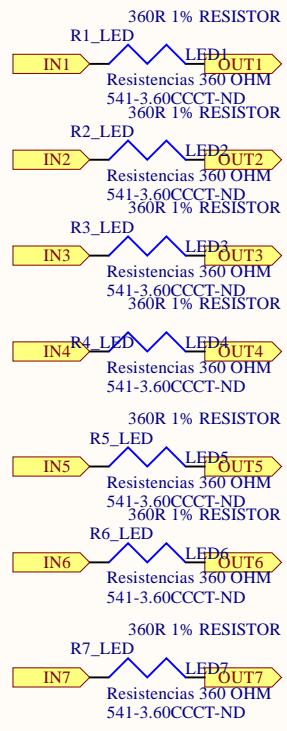 360R 1% RESISTOR
R1_LED
LED1
IN1 OUT1
Resistencias 360 OHM
541-3.60CCCT-ND
360R 1% RESISTOR
R2_LED
LED2
IN2 OUT2
Resistencias 360 OHM
541-3.60CCCT-ND
360R 1% RESISTOR
R3_LED
LED3
IN3 OUT3
Resistencias 360 OHM
541-3.60CCCT-ND
360R 1% RESISTOR
R4_LED LED4
IN4 OUT4
Resistencias 360 OHM
541-3.60CCCT-ND
360R 1% RESISTOR
R5_LED
LED5
IN5 OUT5
Resistencias 360 OHM
541-3.60CCCT-ND
360R 1% RESISTOR
R6_LED
LED6
IN6 OUT6
Resistencias 360 OHM
541-3.60CCCT-ND
360R 1% RESISTOR
R7_LED
LED7
IN7 OUT7
Resistencias 360 OHM
541-3.60CCCT-ND